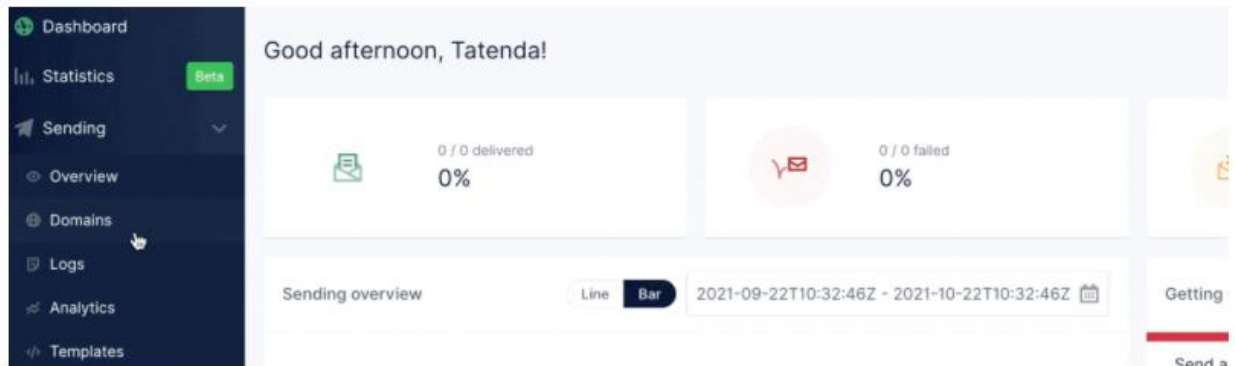 Dashboard
Statistics Beta
Sending
Overview
Domains
Logs
Analytics
Templates
Good afternoon, Tatenda!
0 / 0 delivered
0%
0 / 0 failed
0%
Sending overview
Line Bar 2021-09-22T10:32:46Z - 2021-10-22T10:32:46Z
Getting
Send a